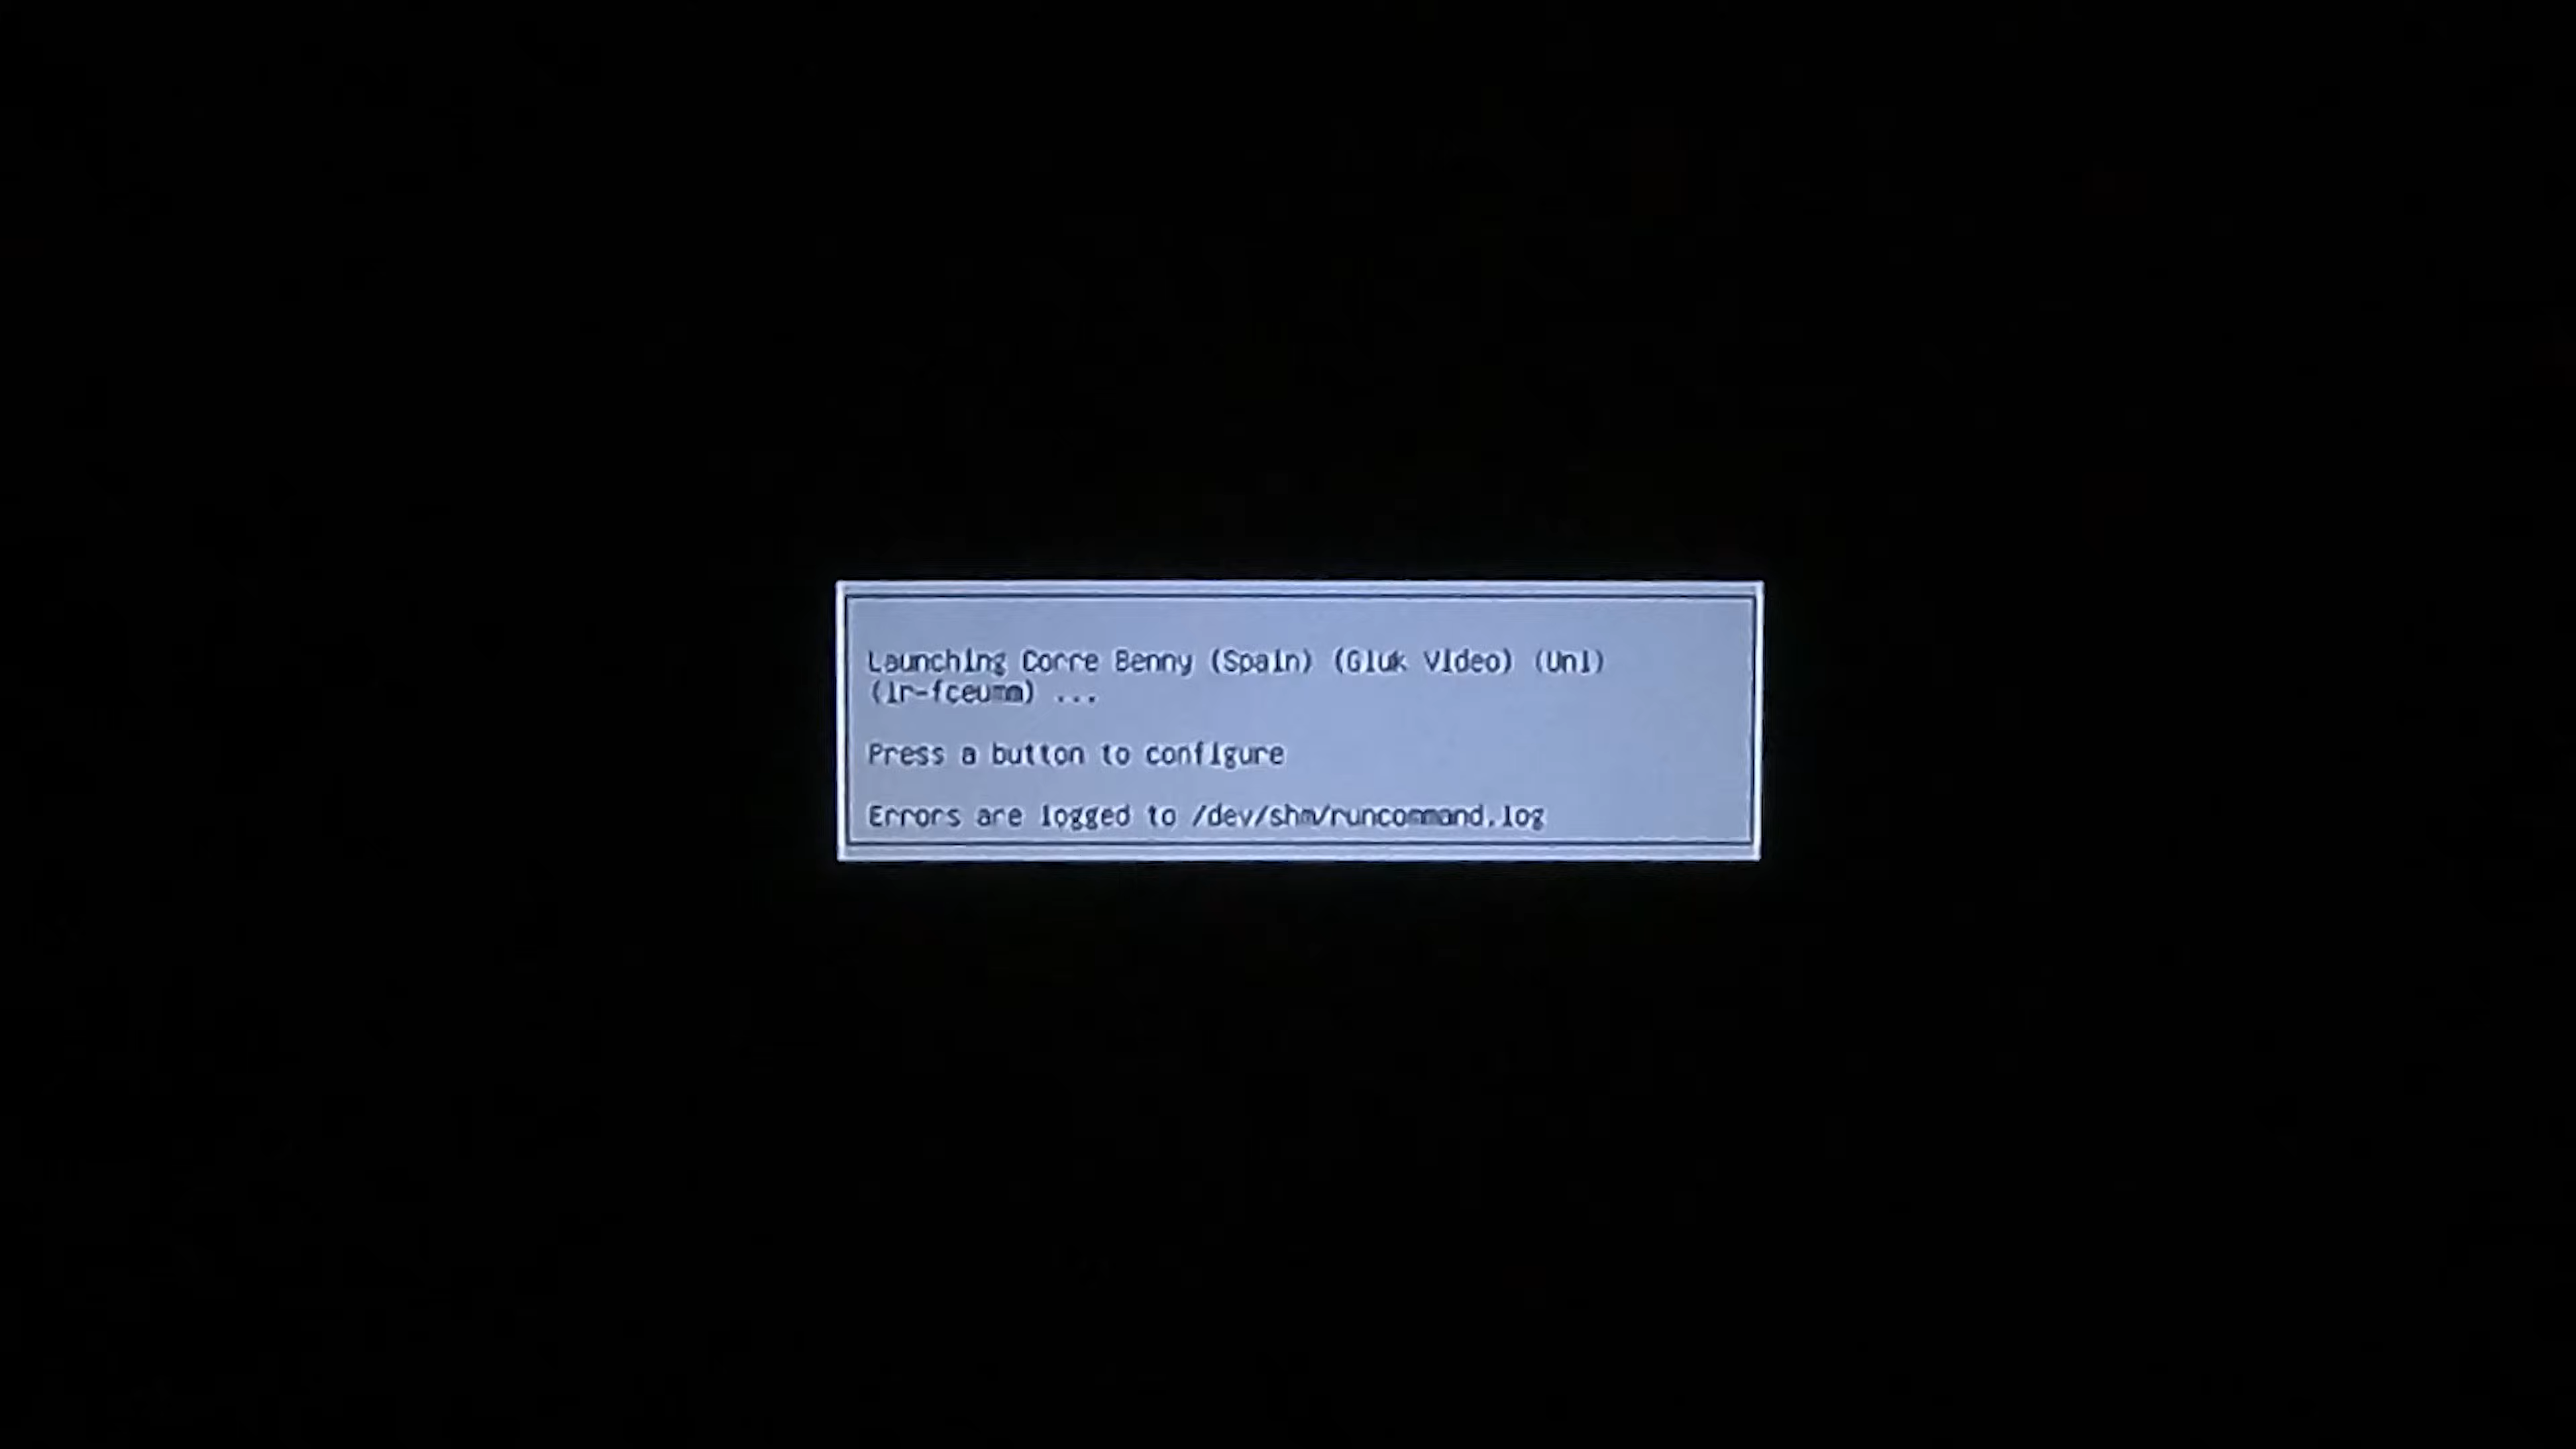 Launching Corre Benny (Spain) (Gluk Video) (Unl)
(lr-fceumm) ...
Press a button to configure
Errors are logged to /dev/shm/runcommand.log